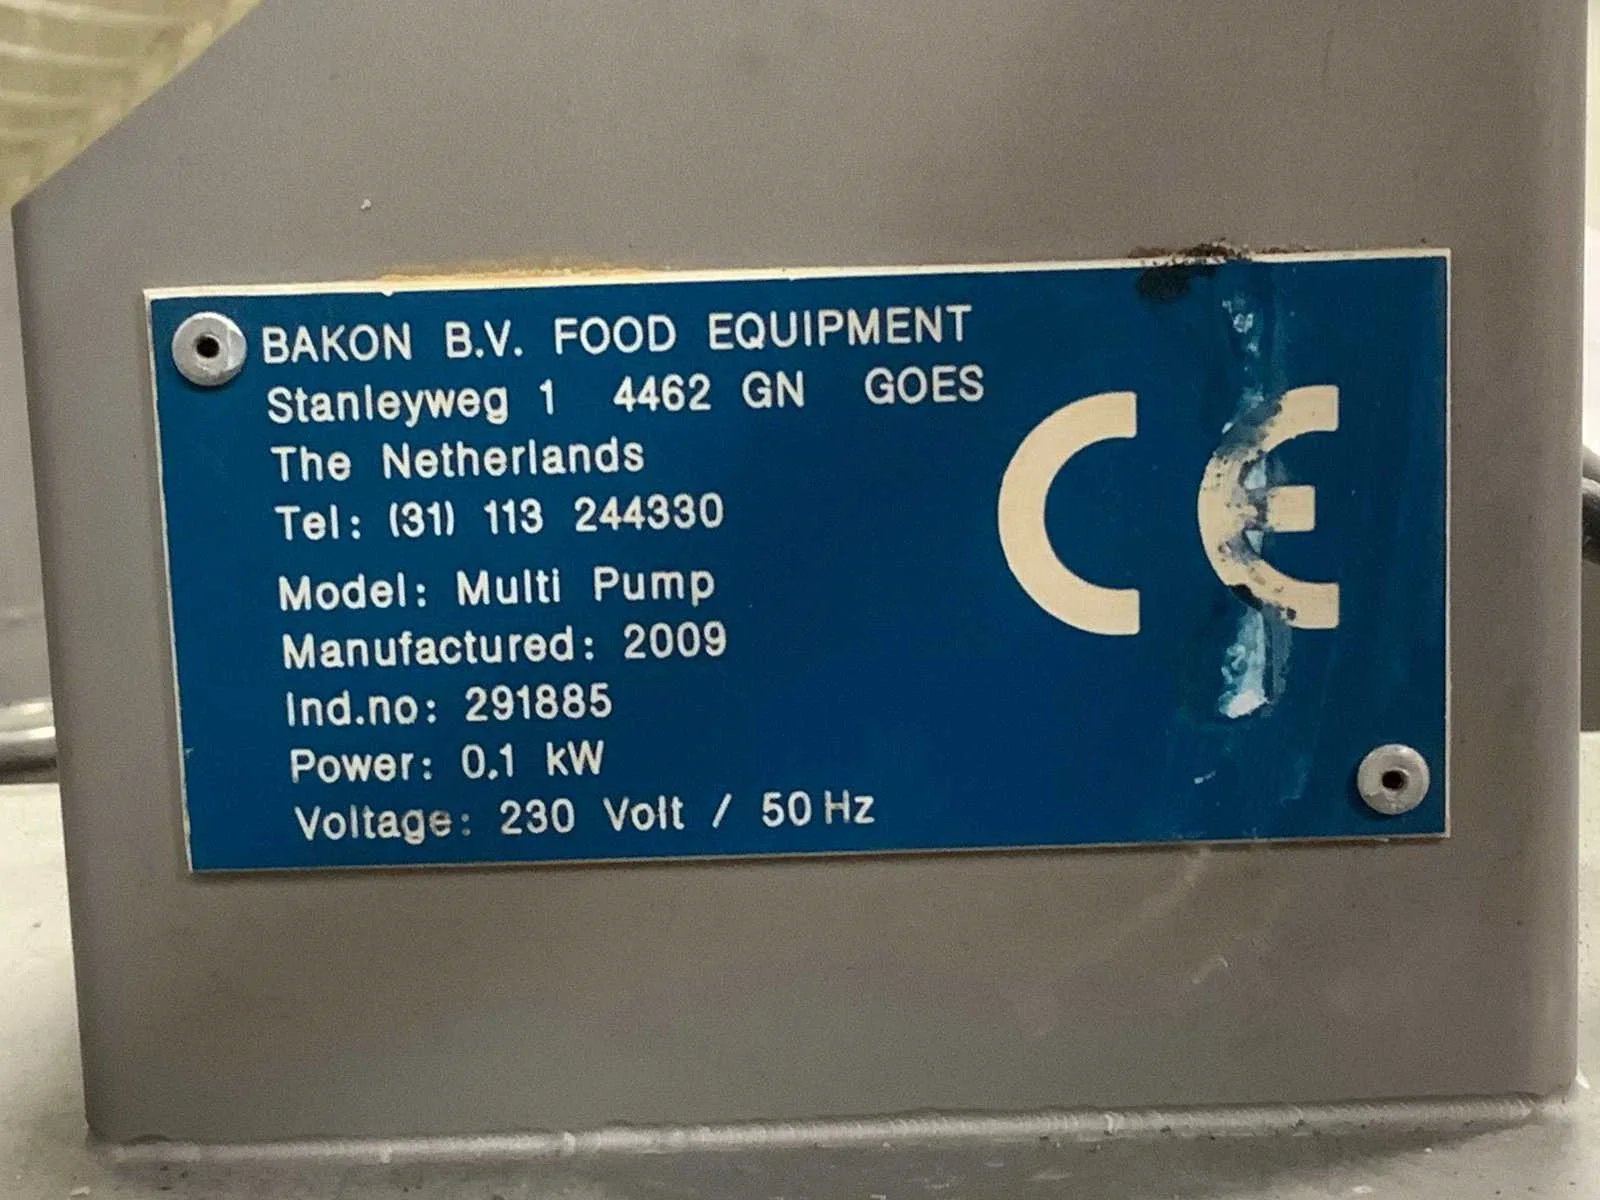 BAKON B.V. FOOD EQUIPMENT
Stanleyweg 1 4462 GN GOES
The Netherlands
Tel: (31) 113 244330
Model: Multi Pump
Manufactured: 2009
Ind.no: 291885
Power: 0.1 kW
Voltage: 230 Volt / 50 Hz
CE